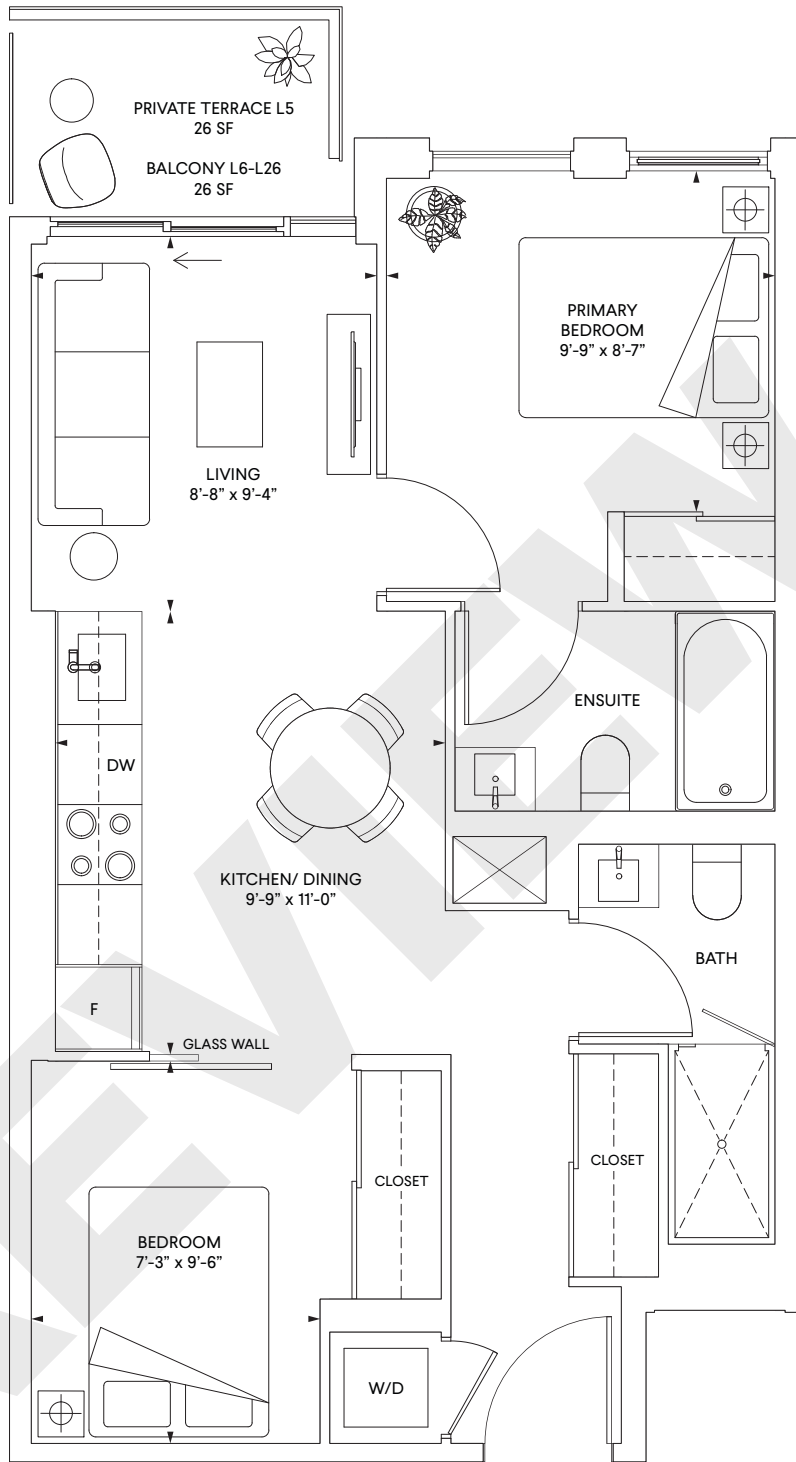 PRIVATE TERRACE L5
26 SF
BALCONY L6-L26
26 SF
PRIMARY
BEDROOM
9'-9" x 8'-7"
LIVING
8'-8" x 9'-4"
ENSUITE
DW
KITCHEN/ DINING
9'-9" x 11'-0"
BATH
F
GLASS WALL
CLOSET
CLOSET
BEDROOM
7'-3" x 9'-6"
W/D
REVIEW